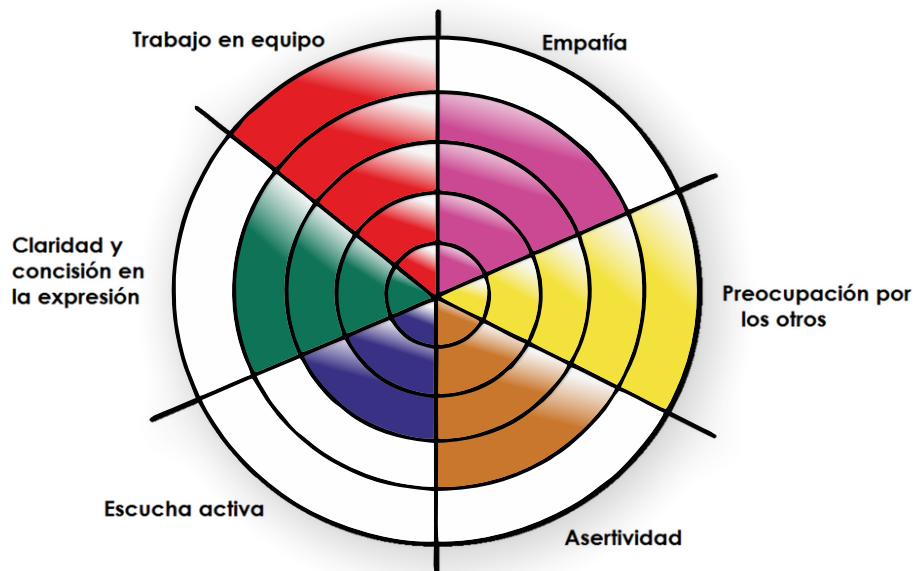 Trabajo en equipo
Empatía
Claridad y
concisión en
la expresión
Preocupación por
los otros
Escucha activa
Asertividad